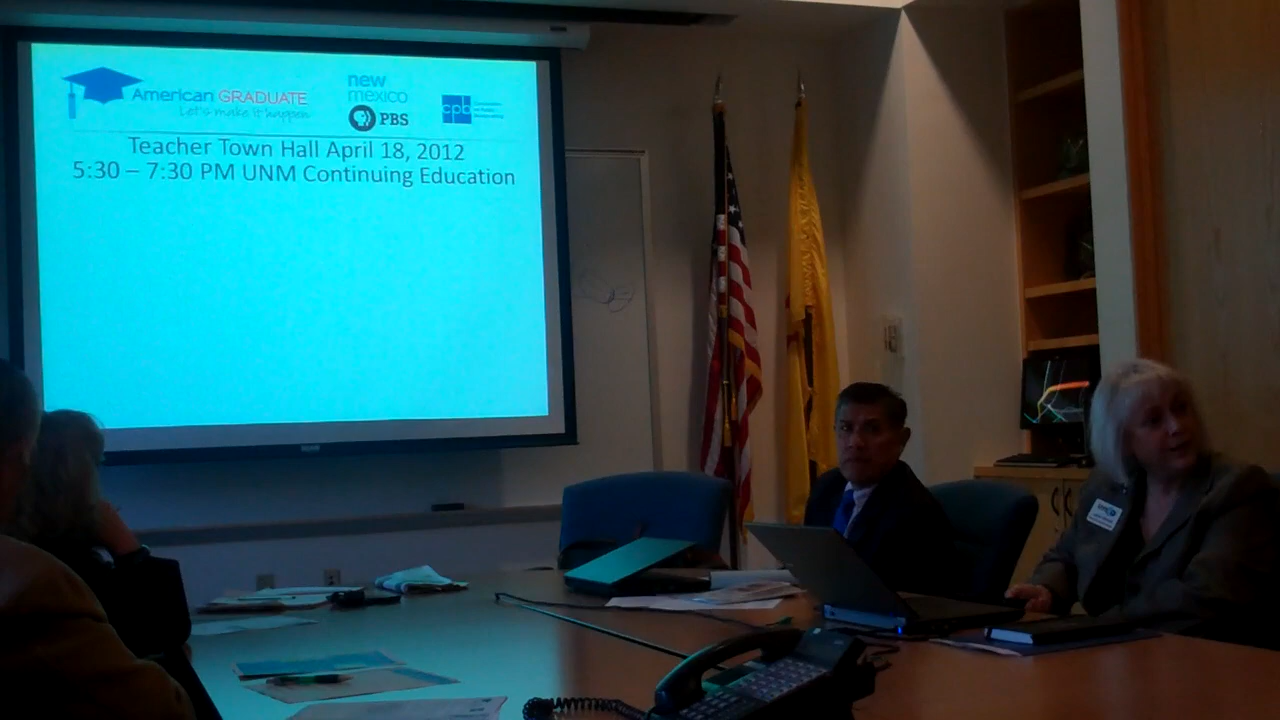 American GRADUATE
Let's make it happen
new
mexico
PBS
cpb
Teacher Town Hall April 18, 2012
5:30 – 7:30 PM UNM Continuing Education